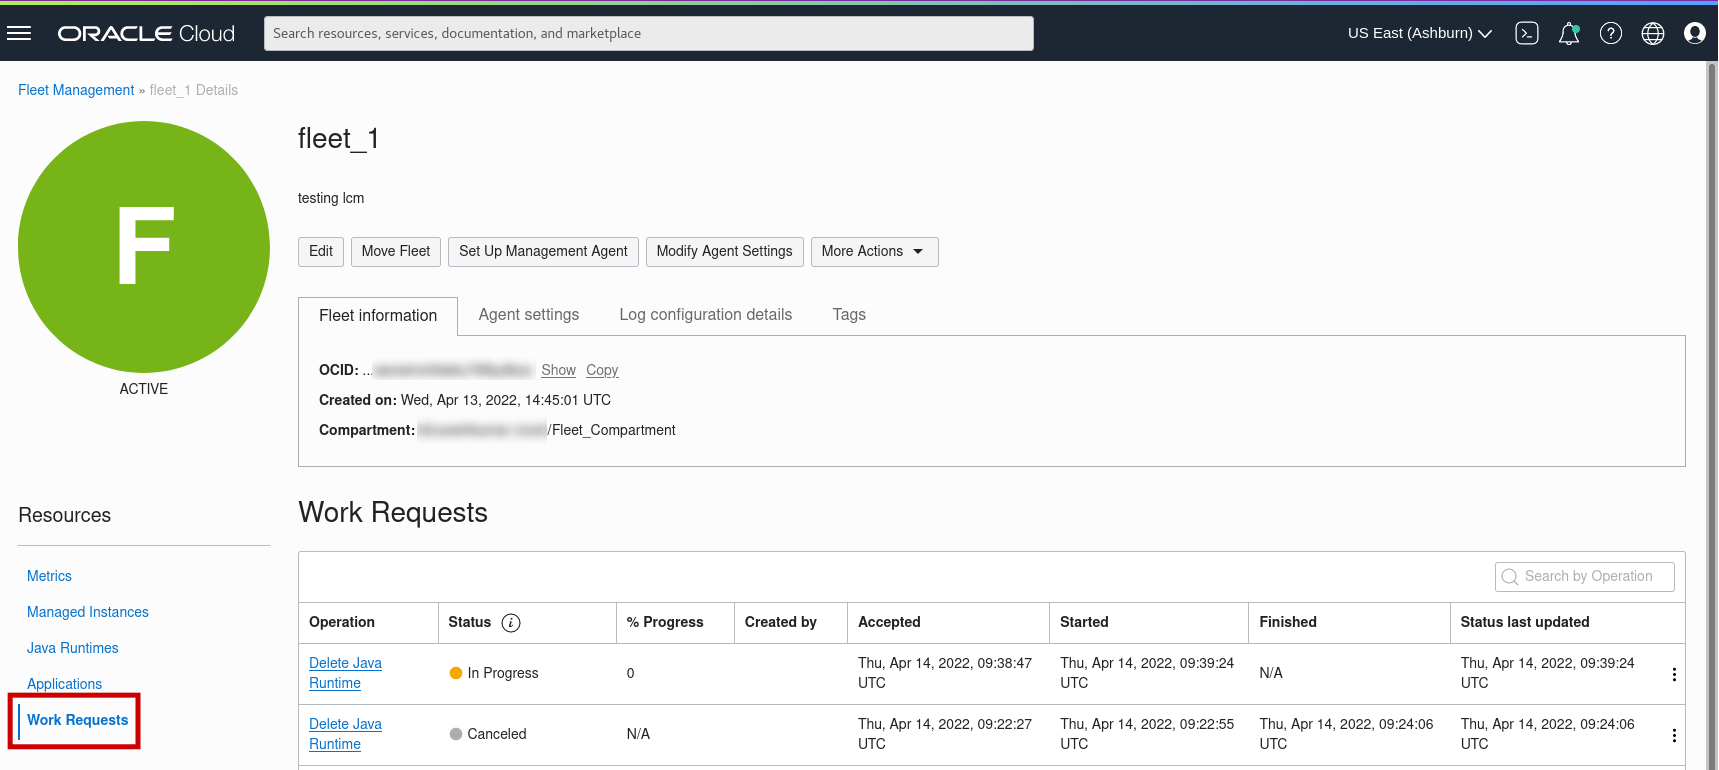 ORACLE Cloud
Search resources, services, documentation, and marketplace
US East (Ashburn)
Fleet Management » fleet_1 Details
F
ACTIVE
fleet_1
testing lcm
Edit
Move Fleet
Set Up Management Agent
Modify Agent Settings
More Actions
Fleet information
Agent settings
Log configuration details
Tags
OCID: ...
Show Copy
Created on: Wed, Apr 13, 2022, 14:45:01 UTC
Compartment: /Fleet_Compartment
Resources
Metrics
Managed Instances
Java Runtimes
Applications
Work Requests
Work Requests
Search by Operation
Operation Status i % Progress Created by Accepted Started Finished Status last updated
Delete Java Runtime
In Progress
0
Thu, Apr 14, 2022, 09:38:47 UTC
Thu, Apr 14, 2022, 09:39:24 UTC
N/A
Thu, Apr 14, 2022, 09:39:24 UTC
Delete Java Runtime
Canceled
N/A
Thu, Apr 14, 2022, 09:22:27 UTC
Thu, Apr 14, 2022, 09:22:55 UTC
Thu, Apr 14, 2022, 09:24:06 UTC
Thu, Apr 14, 2022, 09:24:06 UTC